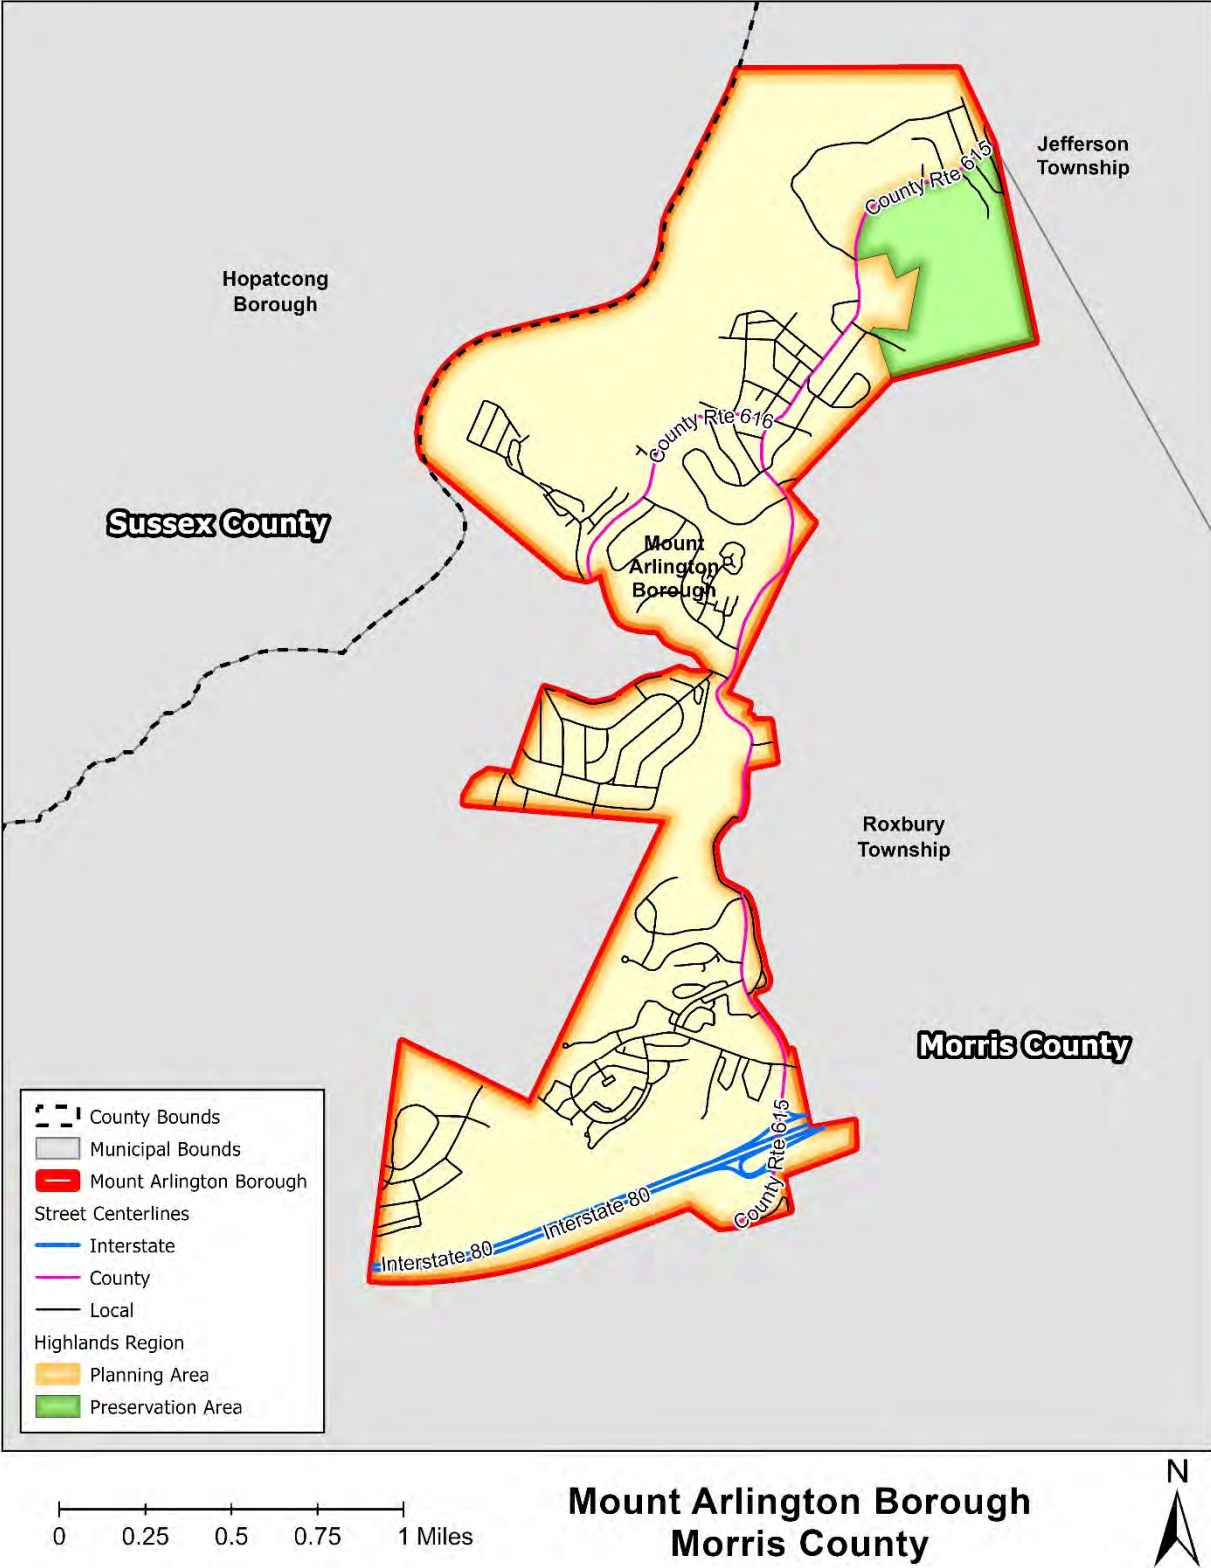 Jefferson
Township
County Rte 615
Hopatcong
Borough
County Rte 616
Sussex County
Mount
Arlington
Borough
Roxbury
Township
Morris County
County Bounds
Municipal Bounds
Mount Arlington Borough
Street Centerlines
Interstate
County
Local
Highlands Region
Planning Area
Preservation Area
County Rte 615
Interstate 80
Interstate 80
N
0 0.25 0.5 0.75 1 Miles
Mount Arlington Borough
Morris County